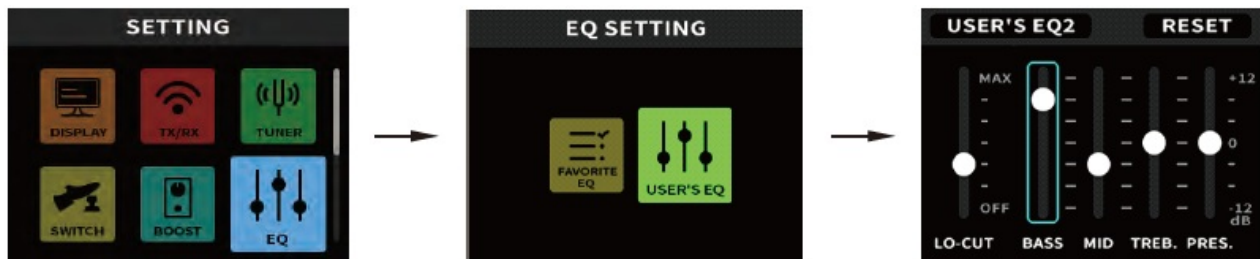 SETTING
DISPLAY
TX/RX
TUNER
SWITCH
BOOST
EQ
EQ SETTING
FAVORITE
EQ
USER'S EQ
USER'S EQ2
RESET
MAX
+12
0
OFF
-12
dB
LO-CUT
BASS
MID
TREB.
PRES.